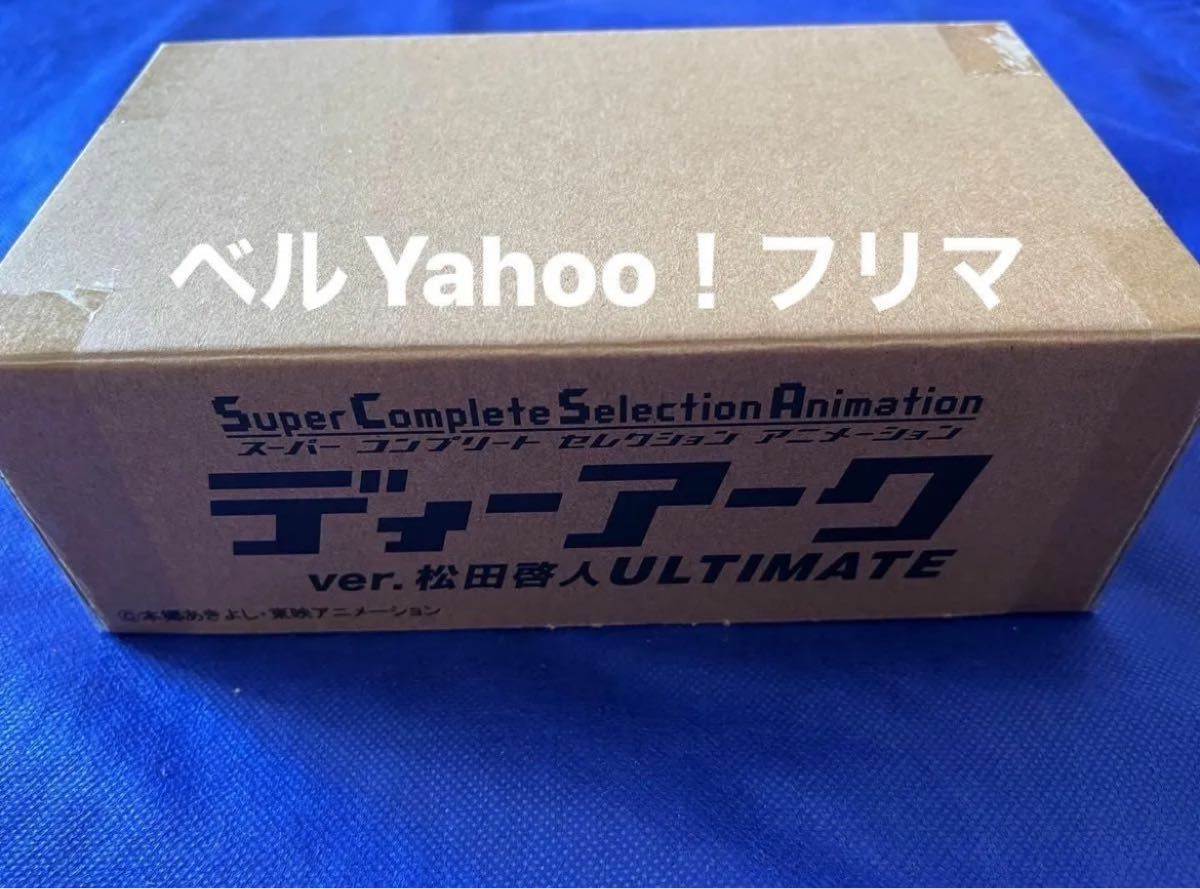 ベル Yahoo！フリマ
Super Complete Selection Animation
スーパー コンプリート セレクション アニメーション
ディーアーク
ver. 松田啓人ULTIMATE
©本郷あきよし・東映アニメーション